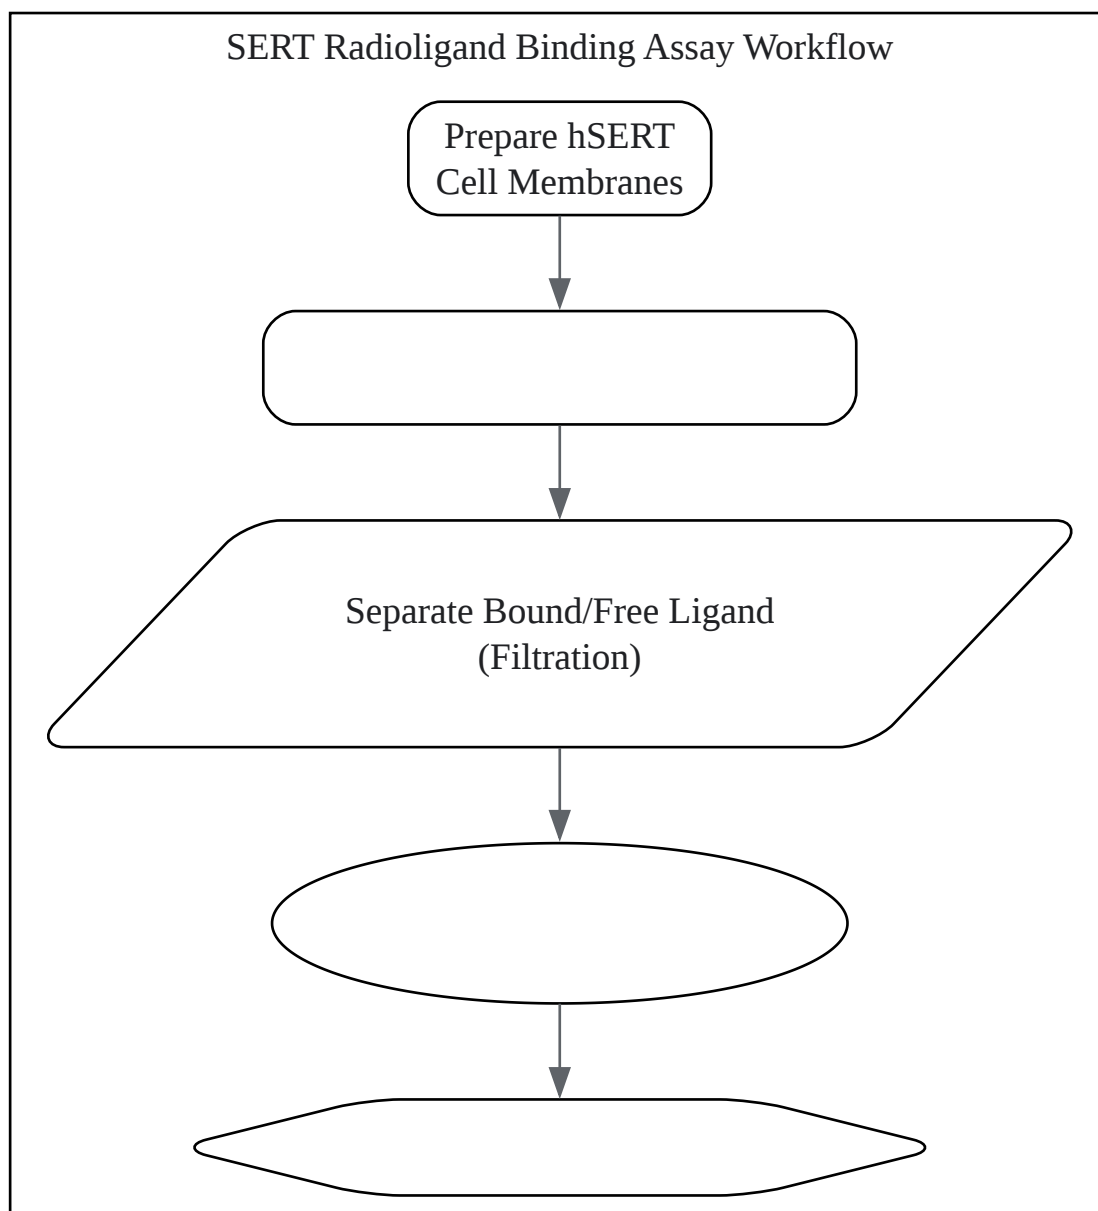 SERT Radioligand Binding Assay Workflow
Prepare hSERT
Cell Membranes
Separate Bound/Free Ligand
(Filtration)